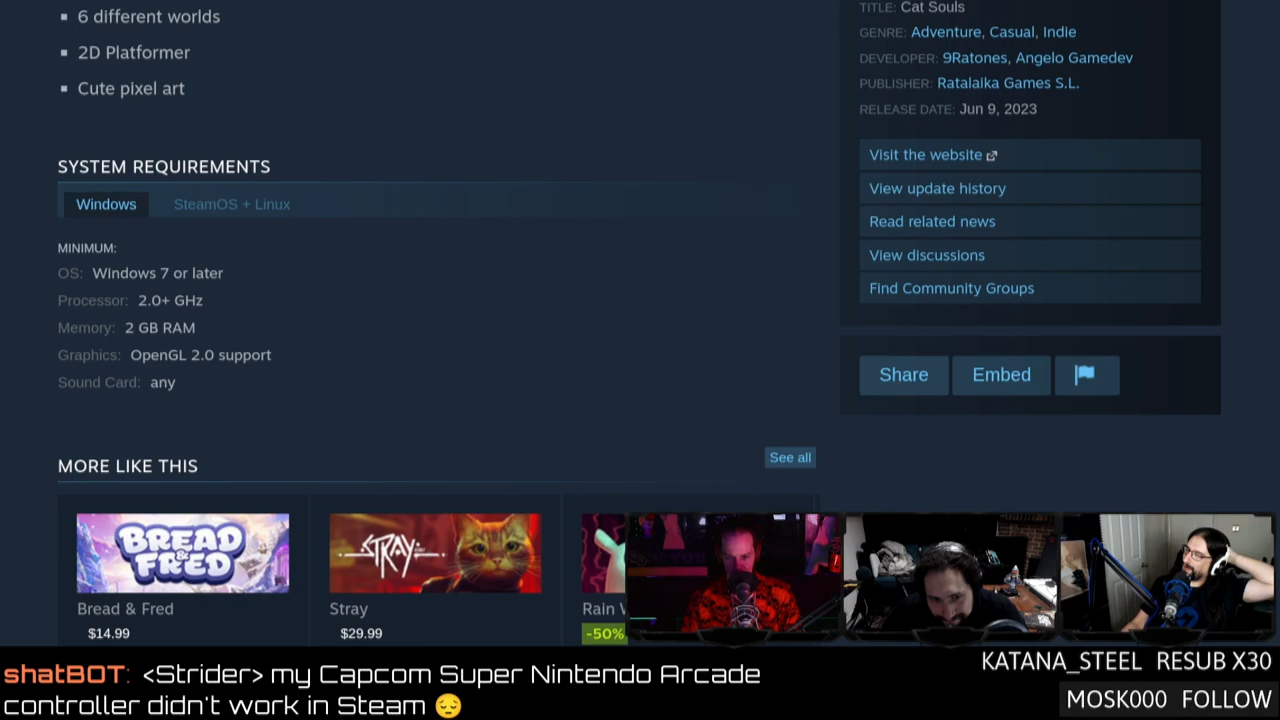 6 different worlds
2D Platformer
Cute pixel art
SYSTEM REQUIREMENTS
Windows
SteamOS + Linux
MINIMUM:
OS: Windows 7 or later
Processor: 2.0+ GHz
Memory: 2 GB RAM
Graphics: OpenGL 2.0 support
Sound Card: any
TITLE: Cat Souls
GENRE: Adventure, Casual, Indie
DEVELOPER: 9Ratones, Angelo Gamedev
PUBLISHER: Ratalaika Games S.L.
RELEASE DATE: Jun 9, 2023
Visit the website
View update history
Read related news
View discussions
Find Community Groups
Share
Embed
MORE LIKE THIS
See all
BREAD
&
FRED
STRAY
Bread & Fred
Stray
Rain
$14.99
$29.99
-50%
shatBOT: <Strider> my Capcom Super Nintendo Arcade
controller didn't work in Steam 😔
KATANA_STEEL RESUB X30
MOSK000 FOLLOW